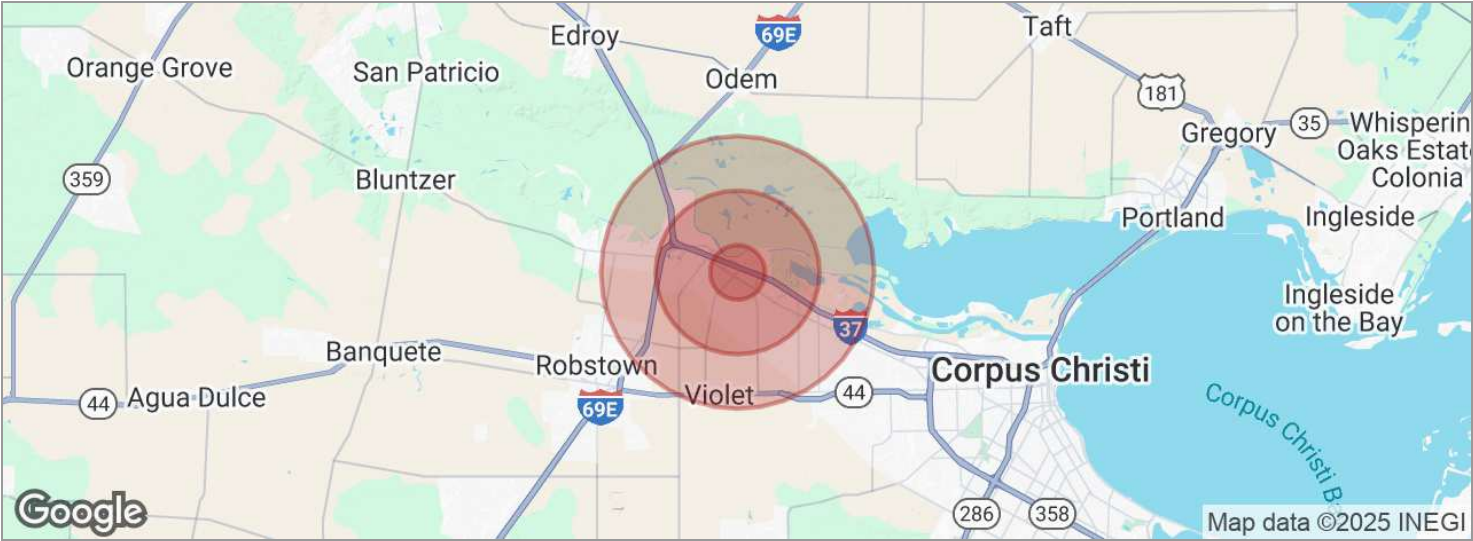 Edroy
69E
Taft
Orange Grove
San Patricio
Odem
181
Gregory
35
Whisperin
Oaks Estat
Colonia
359
Bluntzer
Portland
Ingleside
Ingleside
on the Bay
37
Banquete
Robstown
Corpus Christi
44
Agua Dulce
69E
Violet
44
Corpus Christi Ba
Google
286
358
Map data ©2025 INEGI